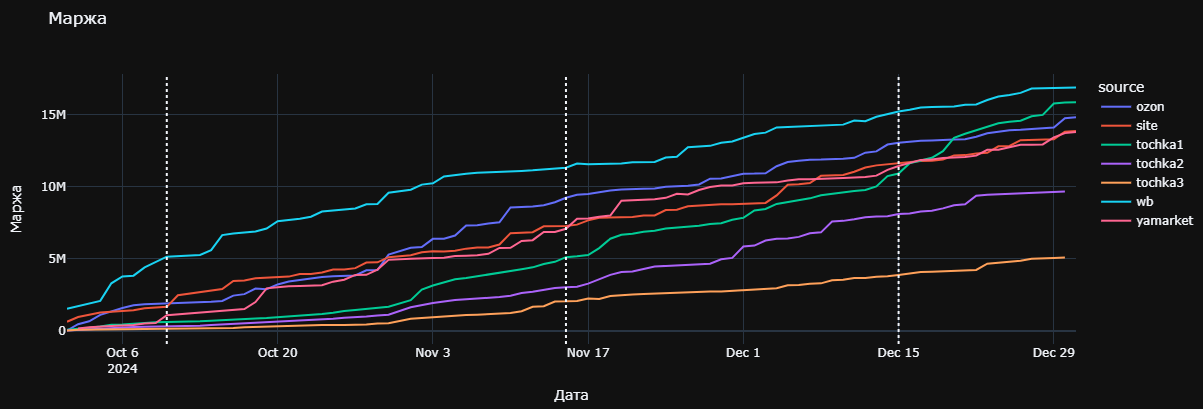 Маржа
Маржа
15M
10M
5M
0
Oct 6
2024
Oct 20
Nov 3
Nov 17
Dec 1
Dec 15
Dec 29
Дата
source
ozon
site
tochka1
tochka2
tochka3
wb
yamarket